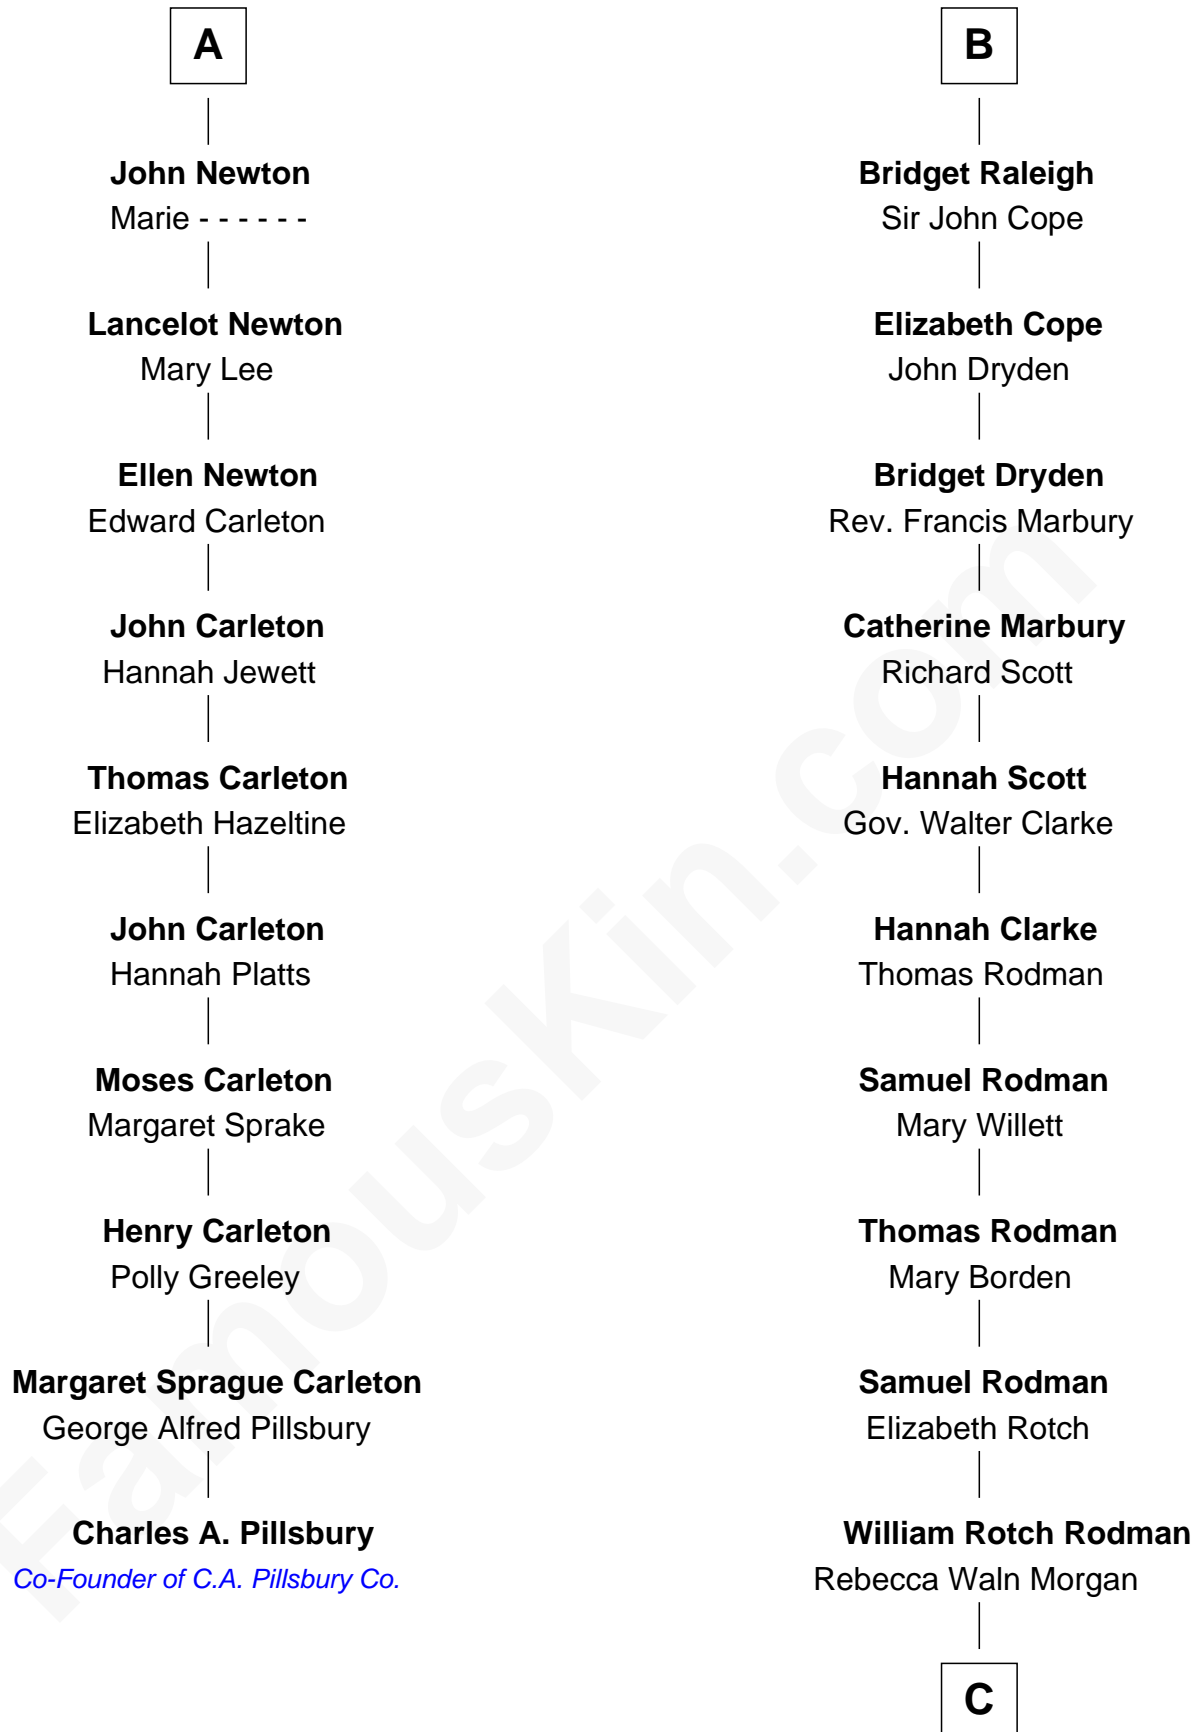 A
John Newton
Marie - - - - - -
Lancelot Newton
Mary Lee
Ellen Newton
Edward Carleton
John Carleton
Hannah Jewett
Thomas Carleton
Elizabeth Hazeltine
John Carleton
Hannah Platts
Moses Carleton
Margaret Sprake
Henry Carleton
Polly Greeley
Margaret Sprague Carleton
George Alfred Pillsbury
Charles A. Pillsbury
Co-Founder of C.A. Pillsbury Co.
B
Bridget Raleigh
Sir John Cope
Elizabeth Cope
John Dryden
Bridget Dryden
Rev. Francis Marbury
Catherine Marbury
Richard Scott
Hannah Scott
Gov. Walter Clarke
Hannah Clarke
Thomas Rodman
Samuel Rodman
Mary Willett
Thomas Rodman
Mary Borden
Samuel Rodman
Elizabeth Rotch
William Rotch Rodman
Rebecca Waln Morgan
C
FamousKin.com